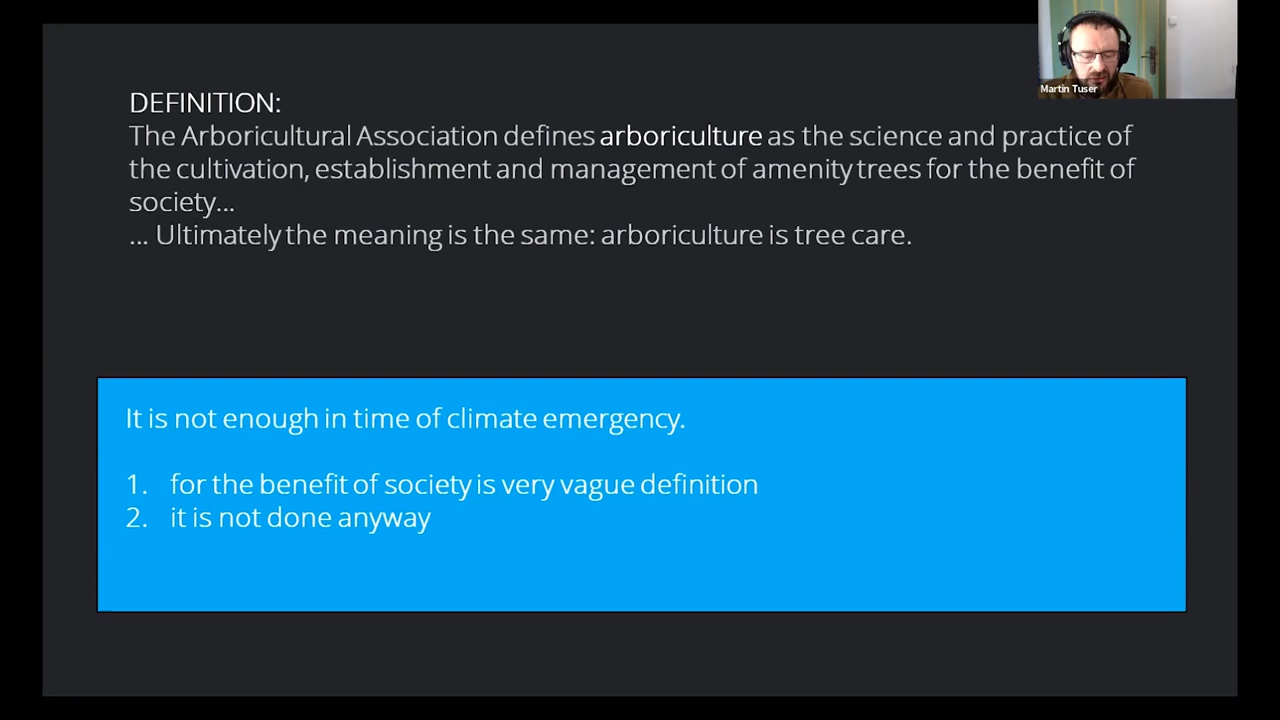 Martin Tuser
DEFINITION:
The Arboricultural Association defines arboriculture as the science and practice of
the cultivation, establishment and management of amenity trees for the benefit of
society...
... Ultimately the meaning is the same: arboriculture is tree care.
It is not enough in time of climate emergency.
1. for the benefit of society is very vague definition
2. it is not done anyway